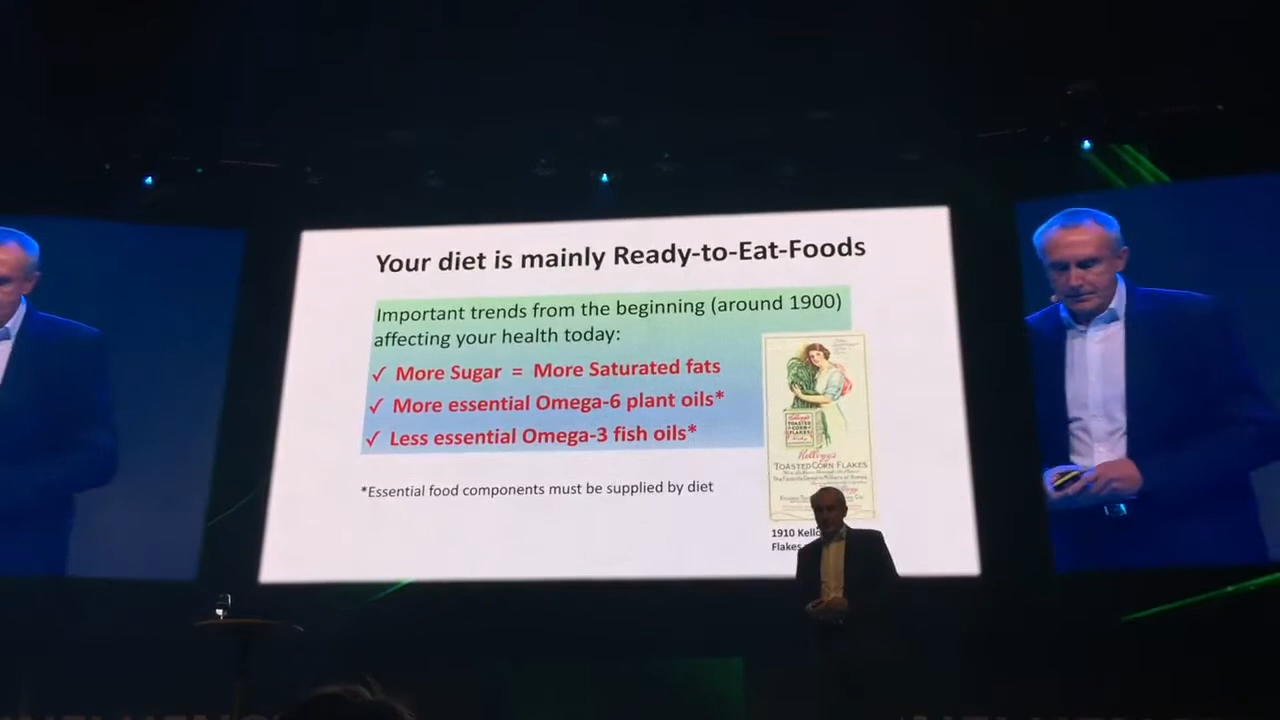 Your diet is mainly Ready-to-Eat-Foods
Important trends from the beginning (around 1900)
affecting your health today:
✓ More Sugar = More Saturated fats
✓ More essential Omega-6 plant oils*
✓ Less essential Omega-3 fish oils*
*Essential food components must be supplied by diet
TOASTED
CORN
FLAKES
Kellogg's
TOASTED CORN FLAKES
1910
Flakes